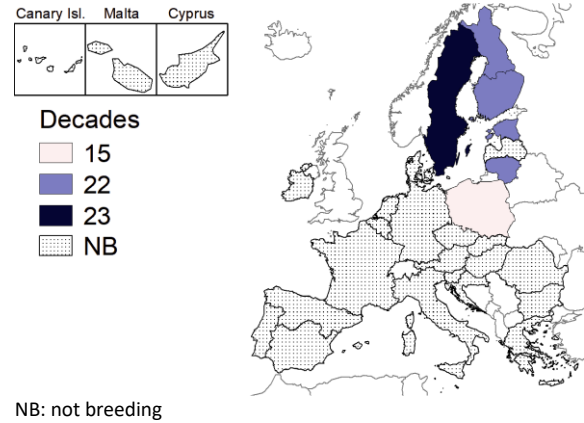 Canary Isl. Malta Cyprus
Decades
15
22
23
NB
NB: not breeding